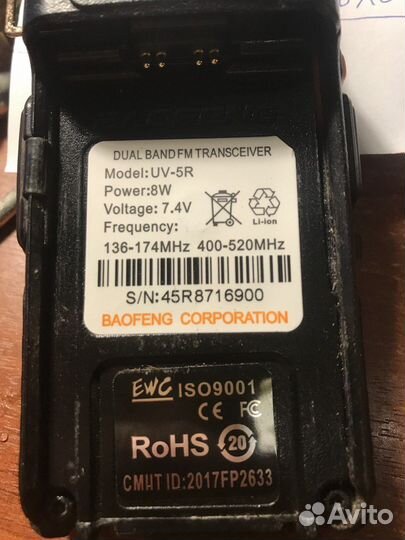 DUAL BAND FM TRANSCEIVER
Model:UV-5R
Power:8W
Voltage: 7.4V
Li-ion
Frequency:
136-174MHz 400-520MHz
S/N:45R8716900
BAOFENG CORPORATION
EWC ISO9001
CE FC
RoHS 20
CMIIT ID:2017FP2633
Avito